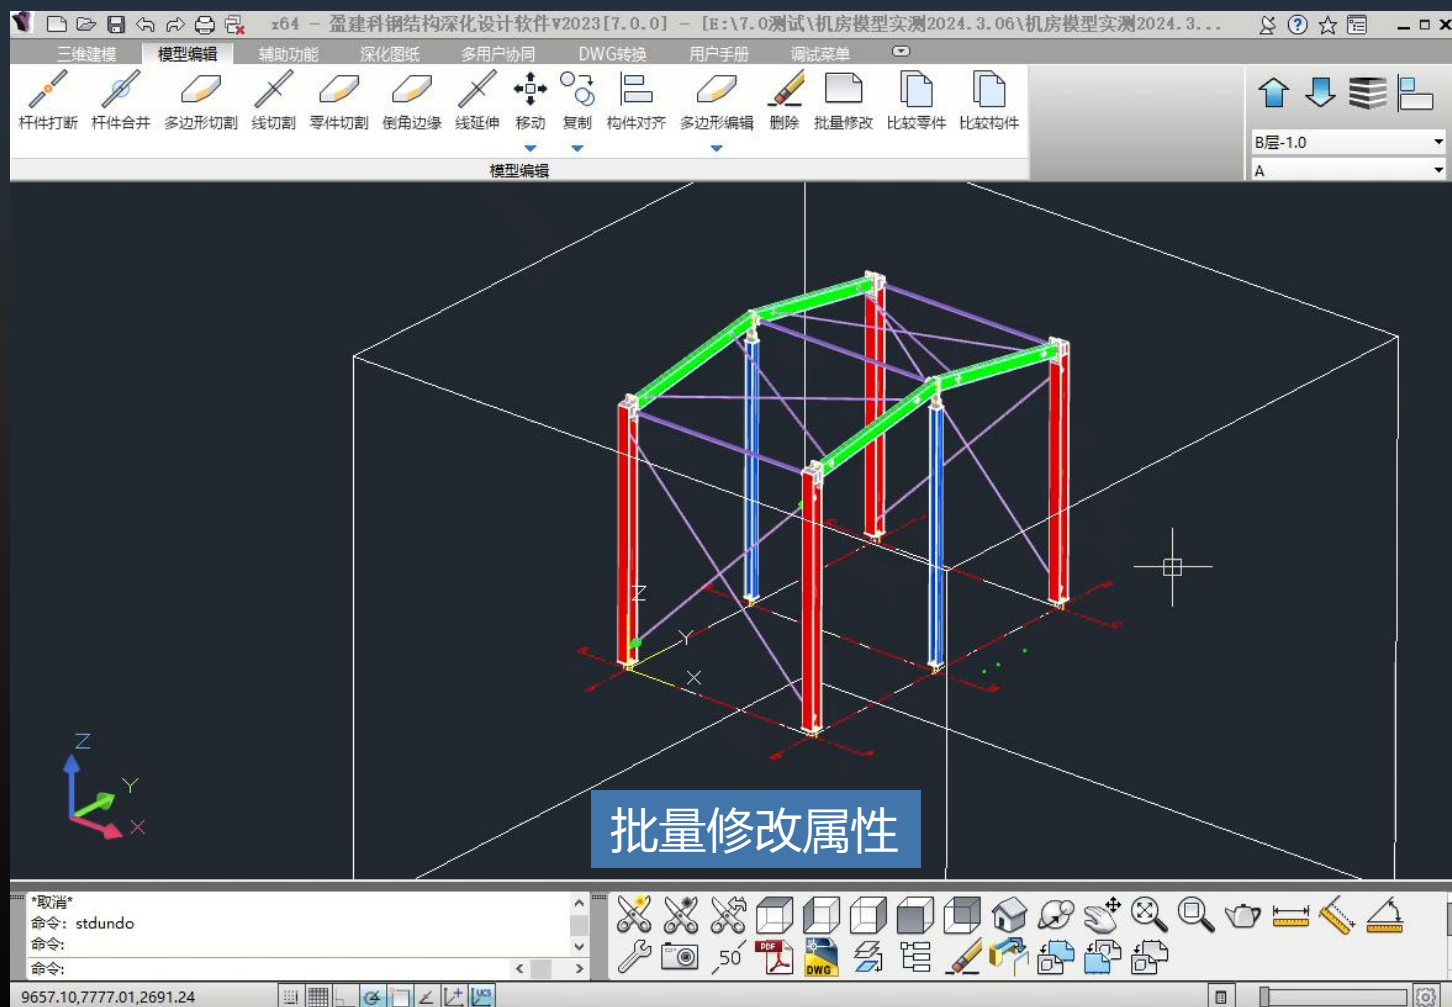 x64 - 盈建科钢结构深化设计软件V2023[7.0.0] - [E:\7.0测试\机房模型实测2024.3.06\机房模型实测2024.3...
三维建模 模型编辑 辅助功能 深化图纸 多用户协同 DWG转换 用户手册 调试菜单
杆件打断 杆件合并 多边形切割 线切割 零件切割 倒角边缘 线延伸 移动 复制 构件对齐 多边形编辑 删除 批量修改 比较零件 比较构件
模型编辑
B层-1.0
A
Z
Y
X
Z
Y
X
批量修改属性
*取消*
命令: stdundo
命令:
命令:
50
PDF
DWG
UCS
9657.10,7777.01,2691.24